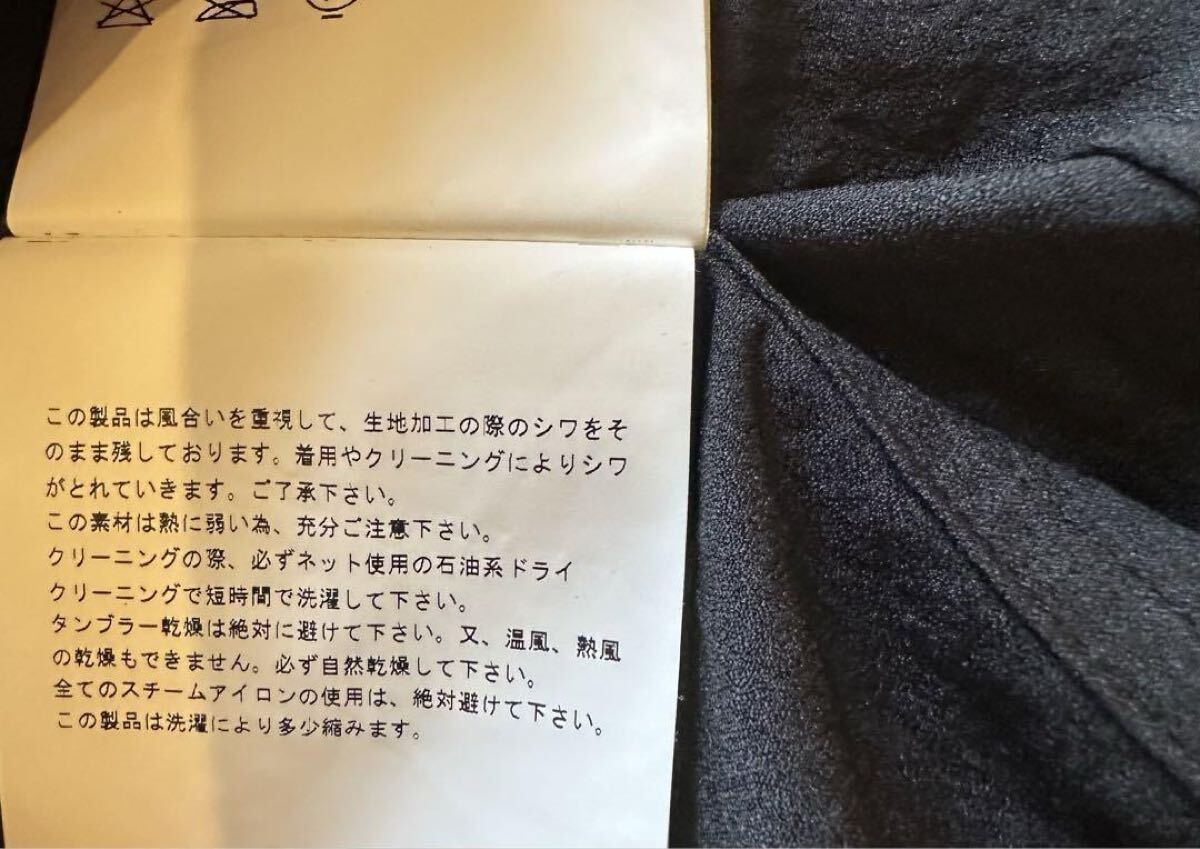 この製品は風合いを重視して、生地加工の際のシワをそ
のまま残しております。着用やクリーニングによりシワ
がとれていきます。ご了承下さい。
この素材は熱に弱い為、充分ご注意下さい。
クリーニングの際、必ずネット使用の石油系ドライ
クリーニングで短時間で洗濯して下さい。
タンブラー乾燥は絶対に避けて下さい。又、温風、熱風
の乾燥もできません。必ず自然乾燥して下さい。
全てのスチームアイロンの使用は、絶対避けて下さい。
この製品は洗濯により多少縮みます。